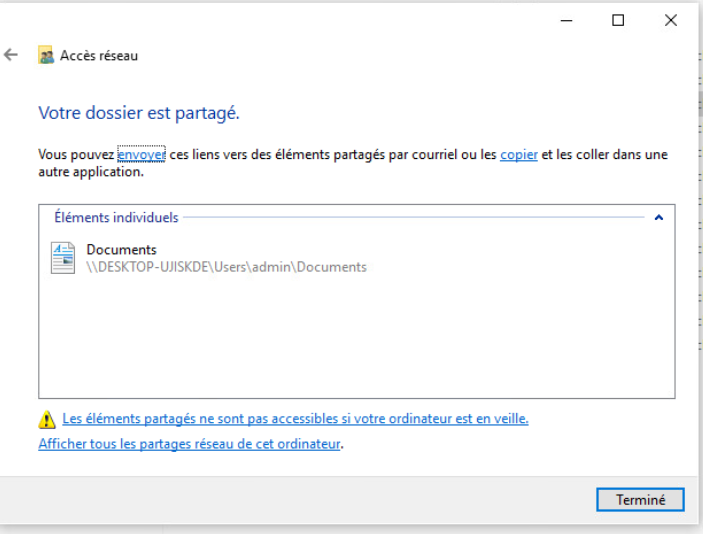 Accès réseau
Votre dossier est partagé.
Vous pouvez envoyer ces liens vers des éléments partagés par courriel ou les copier et les coller dans une
autre application.
Éléments individuels
Documents
\\DESKTOP-UJISKDE\Users\admin\Documents
Les éléments partagés ne sont pas accessibles si votre ordinateur est en veille.
Afficher tous les partages réseau de cet ordinateur.
Terminé